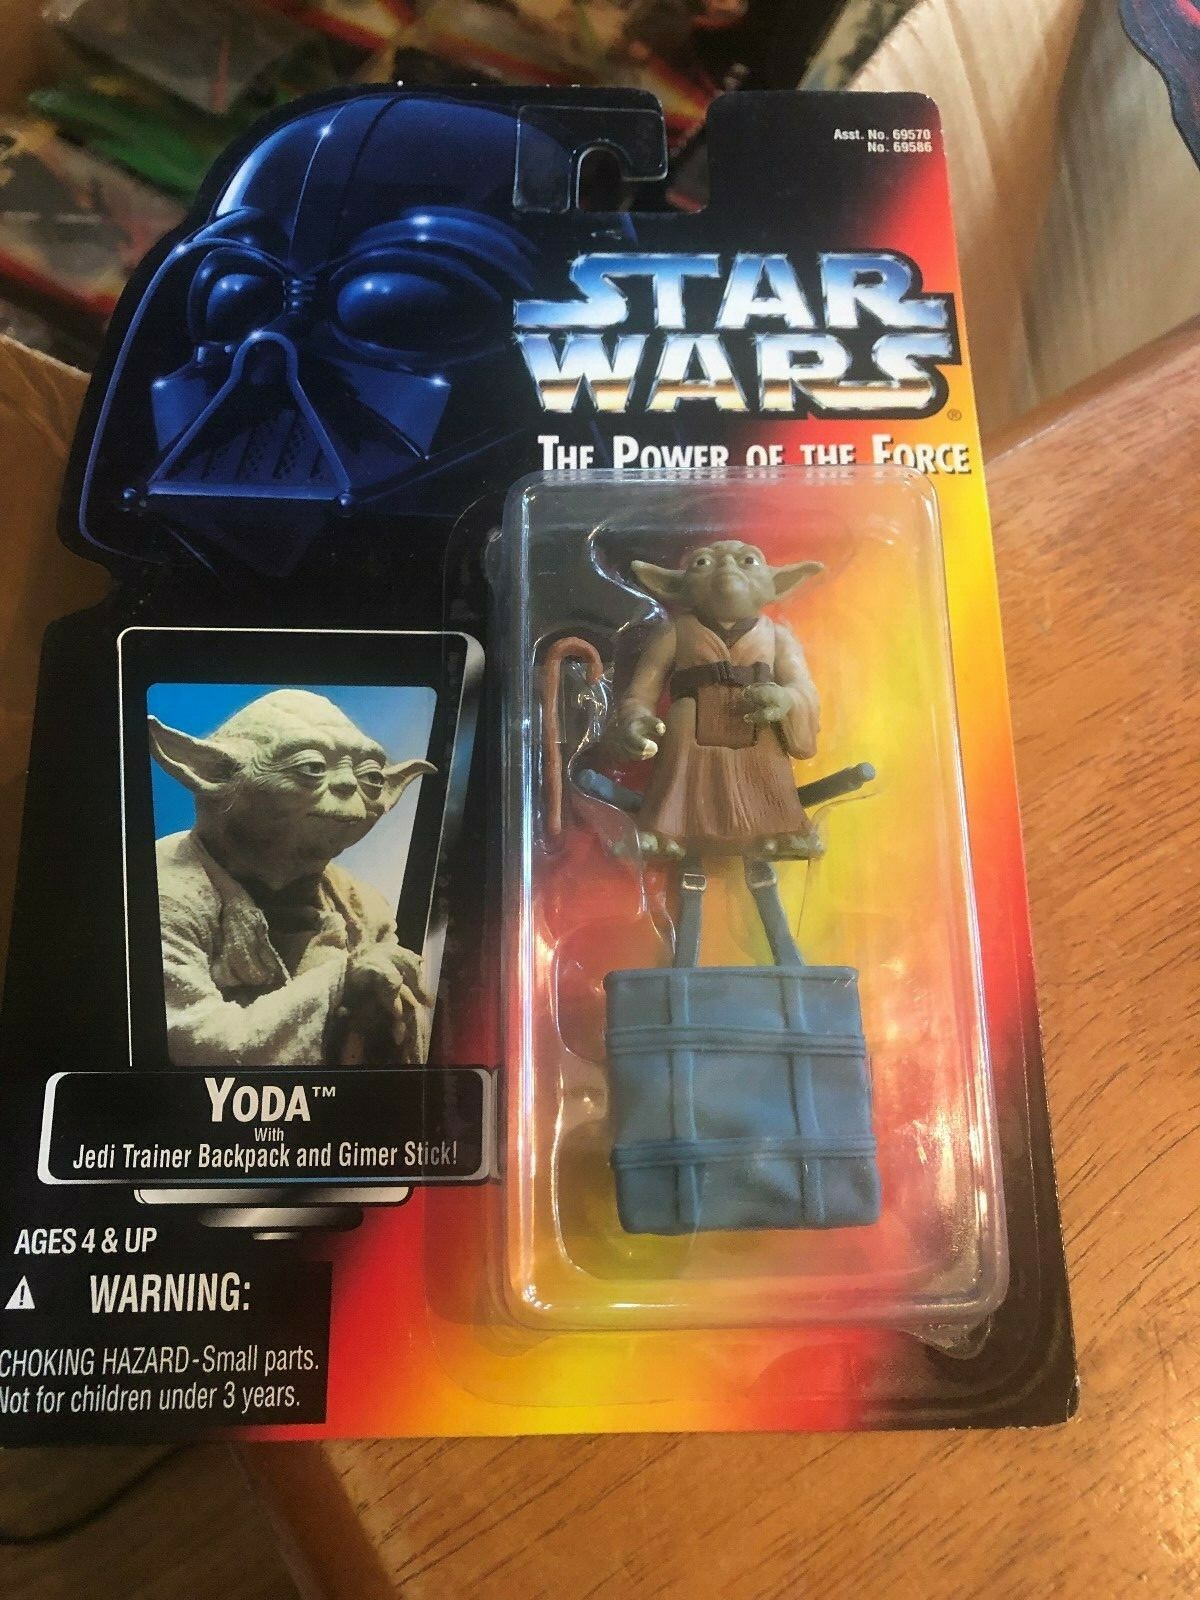 Asst. No. 69570
No. 69586
STAR
WARS®
THE POWER OF THE FORCE
YODA™
With
Jedi Trainer Backpack and Gimer Stick!
AGES 4 & UP
WARNING:
CHOKING HAZARD-Small parts.
Not for children under 3 years.